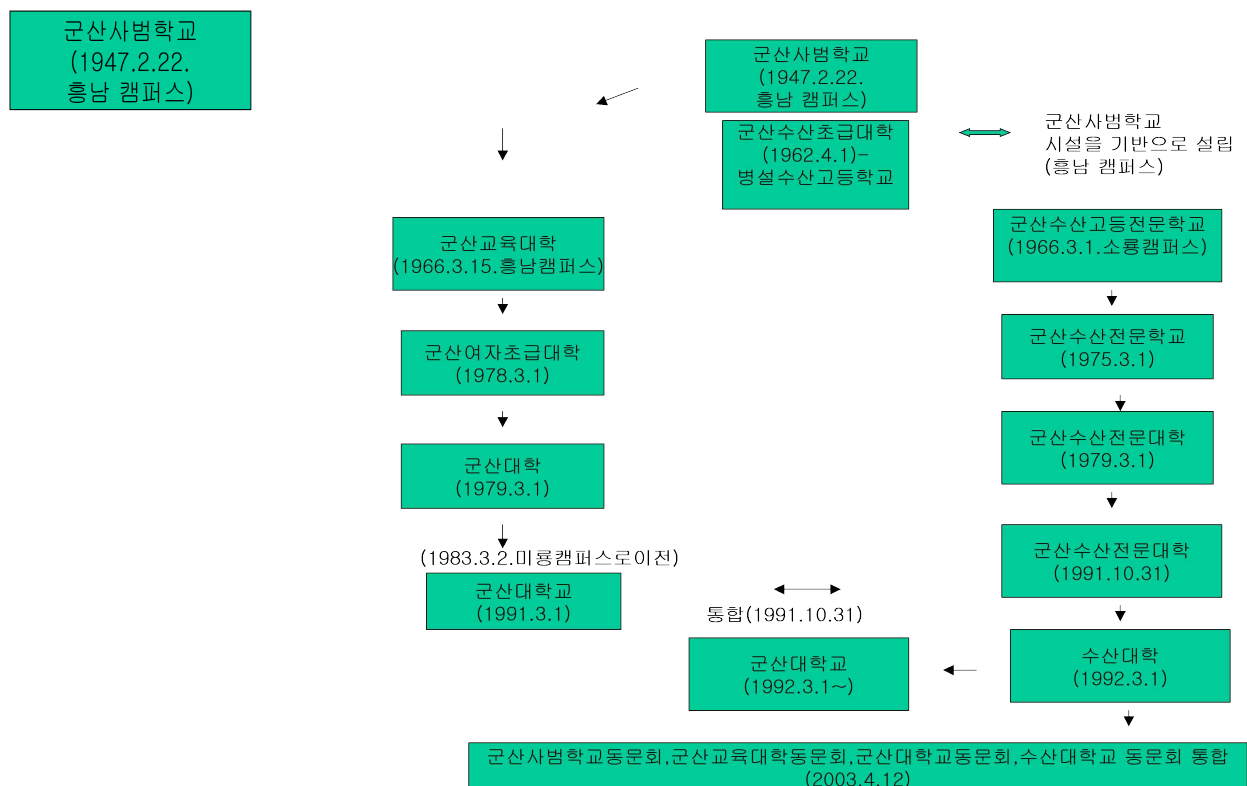 군산사범학교
(1947.2.22.
흥남 캠퍼스)
군산사범학교
(1947.2.22.
흥남 캠퍼스)
군산수산초급대학
(1962.4.1)-
병설수산고등학교
군산사범학교
시설을 기반으로 설립
(흥남 캠퍼스)
군산교육대학
(1966.3.15.흥남캠퍼스)
군산수산고등전문학교
(1966.3.1.소룡캠퍼스)
군산여자초급대학
(1978.3.1)
군산수산전문학교
(1975.3.1)
군산대학
(1979.3.1)
군산수산전문대학
(1979.3.1)
(1983.3.2.미룡캠퍼스로이전)
군산대학교
(1991.3.1)
군산수산전문대학
(1991.10.31)
통합(1991.10.31)
군산대학교
(1992.3.1~)
수산대학
(1992.3.1)
군산사범학교동문회,군산교육대학동문회,군산대학교동문회,수산대학교 동문회 통합
(2003.4.12)